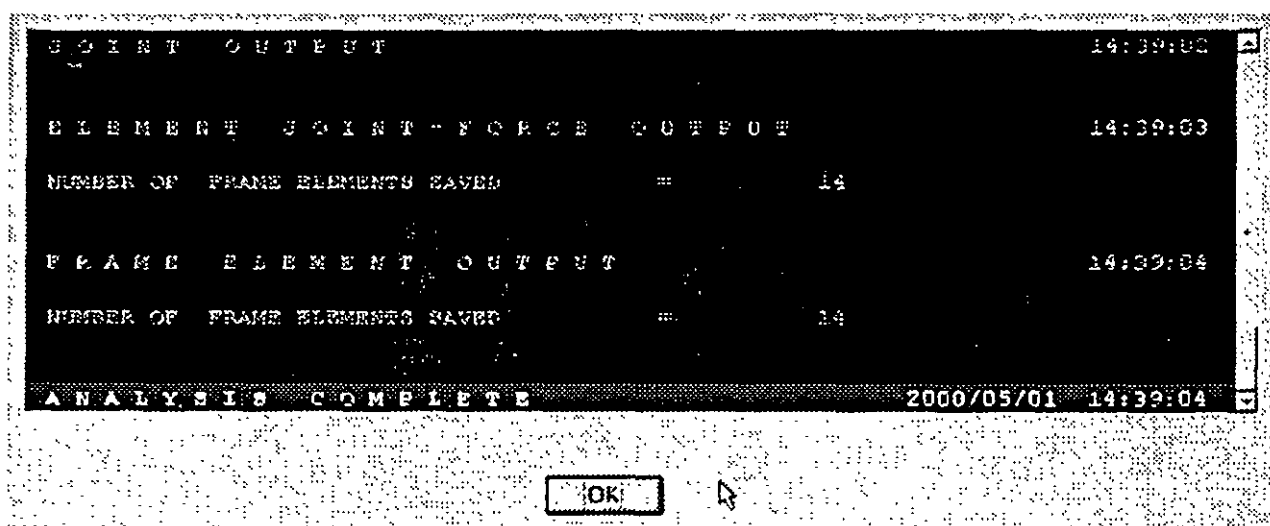 J O I N T   O U T P U T   14:39:02
E L E M E N T   J O I N T - F O R C E   O U T P U T   14:39:03
NUMBER OF FRAME ELEMENTS SAVED = 14
F R A M E   E L E M E N T   O U T P U T   14:39:04
NUMBER OF FRAME ELEMENTS SAVED = 14
A N A L Y S I S   C O M P L E T E   2000/05/01 14:39:04
OK